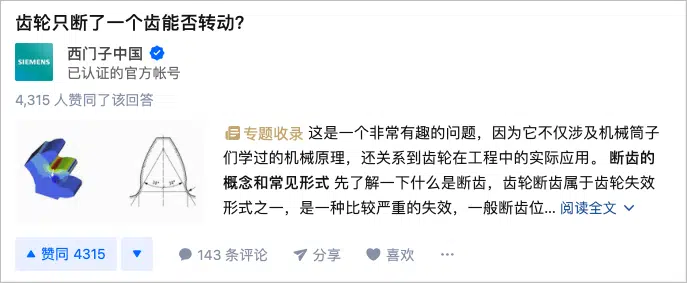 齿轮只断了一个齿能否转动？
SIEMENS
西门子中国
已认证的官方帐号
4,315 人赞同了该回答
专题收录 这是一个非常有趣的问题，因为它不仅涉及机械筒子
们学过的机械原理，还关系到齿轮在工程中的实际应用。 断齿的
概念和常见形式 先了解一下什么是断齿，齿轮断齿属于齿轮失效
形式之一，是一种比较严重的失效，一般断齿位... 阅读全文
赞同 4315
143 条评论
分享
喜欢